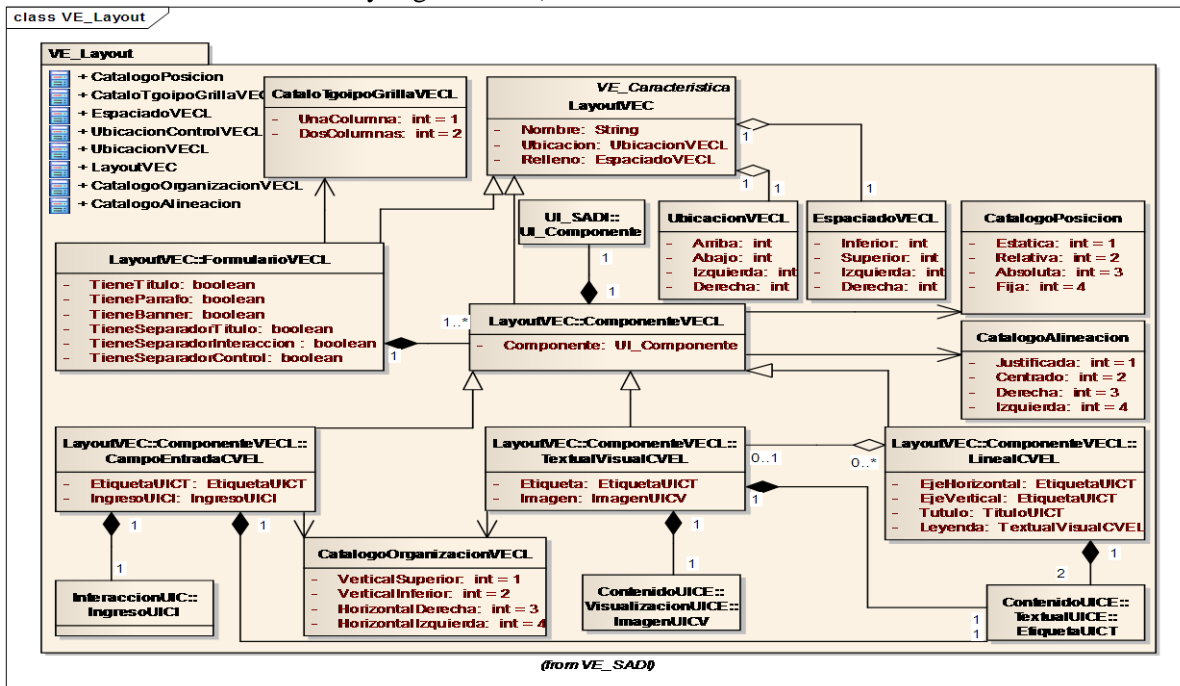 class VE_Layout
VE_Layout
+ CatalogoPosicion
+ CataloTgoipoGrillaVEC
+ EspaciadoVECL
+ UbicacionControlVECL
+ UbicacionVECL
+ LayoutVEC
+ CatalogoOrganizacionVECL
+ CatalogoAlineacion
CataloTgoipoGrillaVECL
- UnaColumna: int = 1
- DosColumnas: int = 2
VE_Caracteristica
LayoutVEC
- Nombre: String
- Ubicacion: UbicacionVECL
- Relleno: EspaciadoVECL
1
1
1
1
UI_SADI::
UI_Componente
1
1
UbicacionVECL
- Arriba: int
- Abajo: int
- Izquierda: int
- Derecha: int
EspaciadoVECL
- Inferior: int
- Superior: int
- Izquierda: int
- Derecha: int
CatalogoPosicion
- Estatica: int = 1
- Relativa: int = 2
- Absoluta: int = 3
- Fija: int = 4
LayoutVEC::FormularioVECL
- TieneTitulo: boolean
- TieneParrafo: boolean
- TieneBanner: boolean
- TieneSeparadorTitulo: boolean
- TieneSeparadorInteraccion : boolean
- TieneSeparadorControl: boolean
1..*
1
LayoutVEC::ComponenteVECL
- Componente: UI_Componente
CatalogoAlineacion
- Justificada: int = 1
- Centrado: int = 2
- Derecha: int = 3
- Izquierda: int = 4
LayoutVEC::ComponenteVECL::
CampoEntradaCVEL
- EtiquetaUICT: EtiquetaUICT
- IngresoUICI: IngresoUICI
LayoutVEC::ComponenteVECL::
TextualVisualCVEL
- Etiqueta: EtiquetaUICT
- Imagen: ImagenUICV
0..1
0..*
LayoutVEC::ComponenteVECL::
LinealCVEL
- EjeHorizontal: EtiquetaUICT
- EjeVertical: EtiquetaUICT
- Tutulo: TituloUICT
- Leyenda: TextualVisualCVEL
1
1
1
1
1
1
1
2
1
1
InteraccionUIC::
IngresoUICI
CatalogoOrganizacionVECL
- VerticalSuperior: int = 1
- VerticalInferior: int = 2
- HorizontalDerecha: int = 3
- HorizontalIzquierda: int = 4
ContenidoUICE::
VisualizacionUICE::
ImagenUICV
ContenidoUICE::
TextualUICE::
EtiquetaUICT
(from VE_SADI)